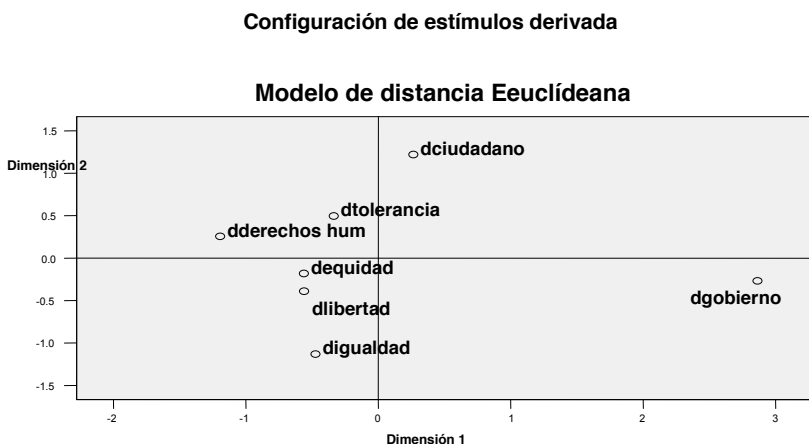 Configuración de estímulos derivada
Modelo de distancia Eeuclídeana
1.5
Dimensión 2
1.0
0.5
0.0
-0.5
-1.0
-1.5
dciudadano
dtolerancia
dderechos hum
dequidad
dlibertad
dgobierno
digualdad
-2
-1
0
1
2
3
Dimensión 1